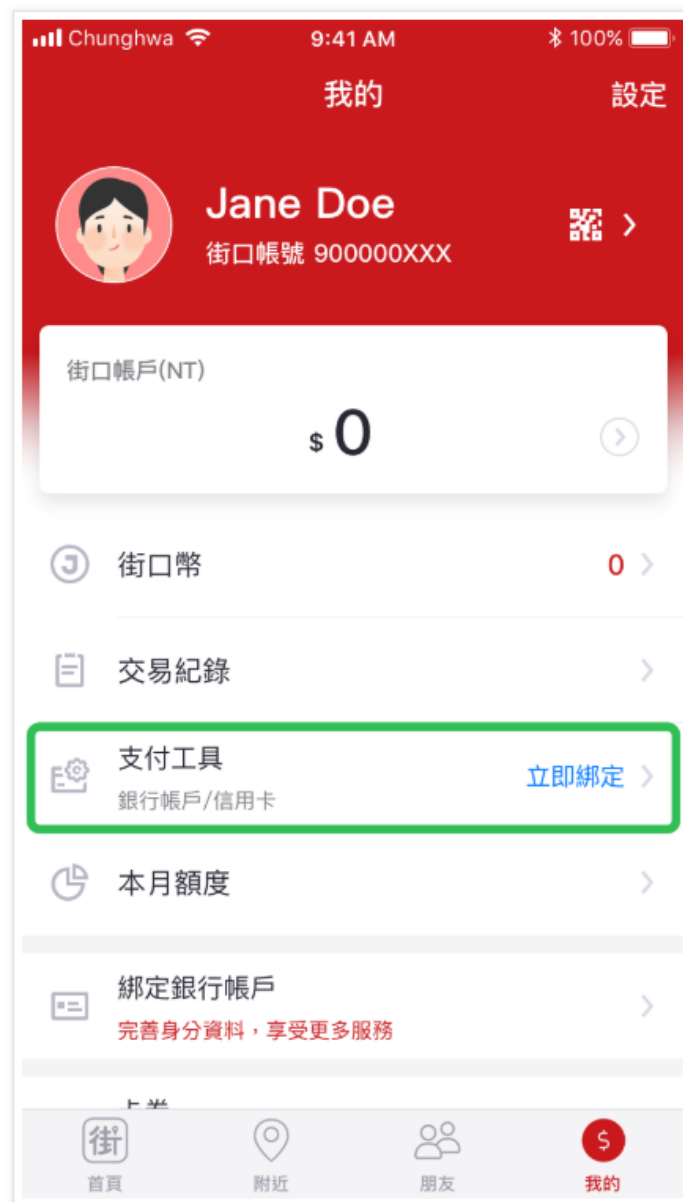 Chunghwa 9:41 AM 100%
我的 設定
Jane Doe
街口帳號 900000XXX
街口帳戶(NT)
$ 0
街口幣 0
交易紀錄
支付工具
銀行帳戶/信用卡 立即綁定
本月額度
綁定銀行帳戶
完善身分資料,享受更多服務
街
首頁 附近 朋友 我的